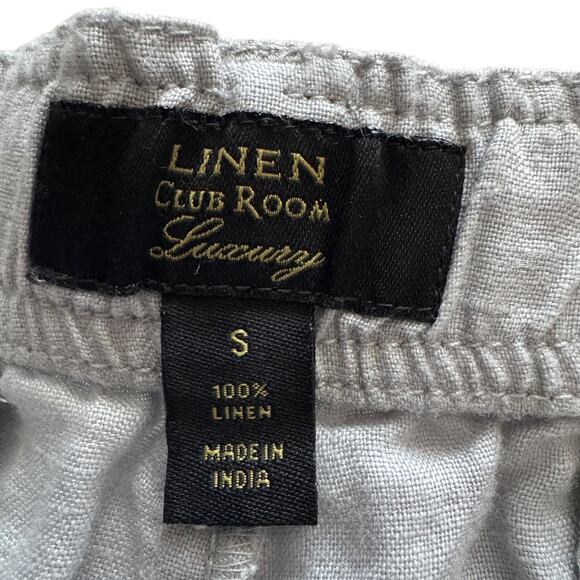 LINEN
CLUB ROOM
Luxury
S
100%
LINEN
MADE IN
INDIA